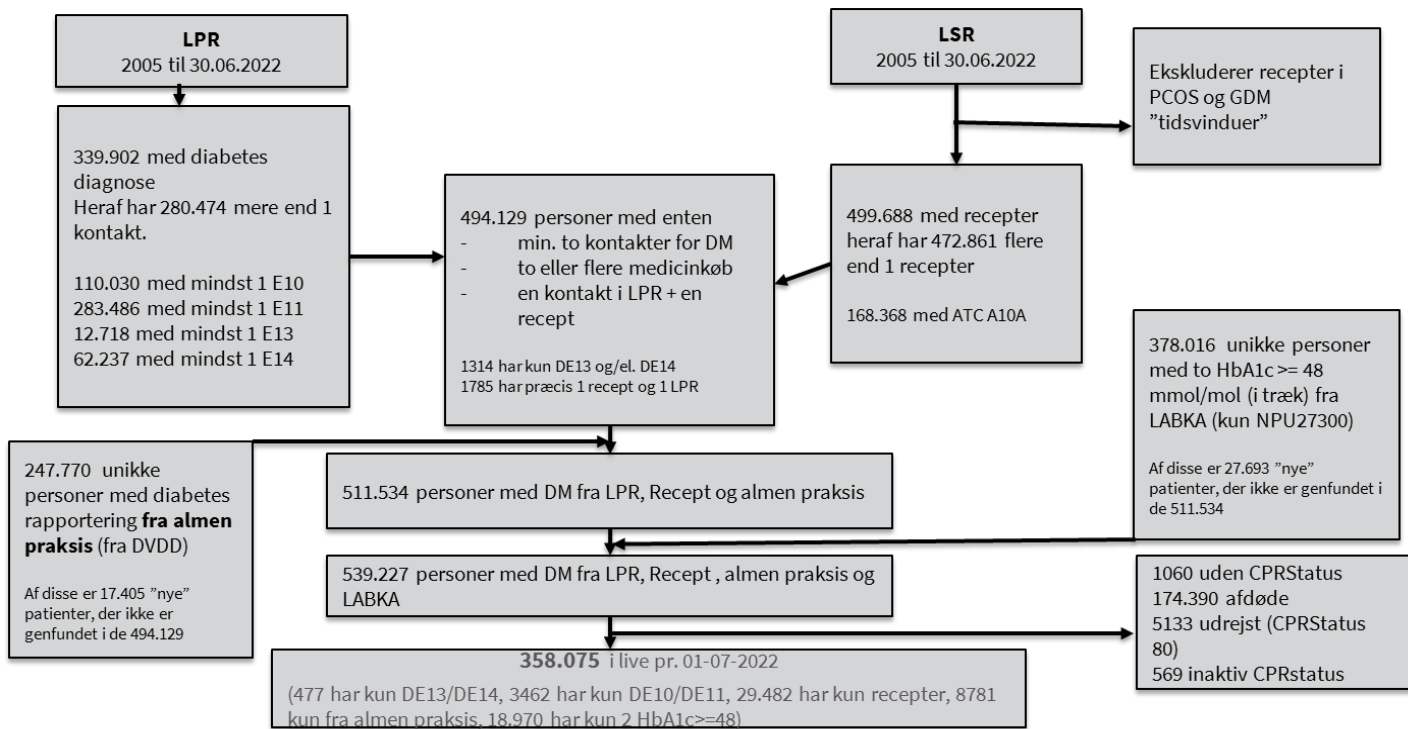 LPR
2005 til 30.06.2022
LSR
2005 til 30.06.2022
Ekskluderer recepter i
PCOS og GDM
”tidsvinduer”
339.902 med diabetes
diagnose
Heraf har 280.474 mere end 1
kontakt.
110.030 med mindst 1 E10
283.486 med mindst 1 E11
12.718 med mindst 1 E13
62.237 med mindst 1 E14
494.129 personer med enten
- min. to kontakter for DM
- to eller flere medicinkøb
- en kontakt i LPR + en
recept
1314 har kun DE13 og/el. DE14
1785 har præcis 1 recept og 1 LPR
499.688 med recepter
heraf har 472.861 flere
end 1 recepter
168.368 med ATC A10A
378.016 unikke personer
med to HbA1c >= 48
mmol/mol (i træk) fra
LABKA (kun NPU27300)
Af disse er 27.693 ”nye”
patienter, der ikke er genfundet i
de 511.534
247.770 unikke
personer med diabetes
rapportering fra almen
praksis (fra DVDD)
Af disse er 17.405 ”nye”
patienter, der ikke er
genfundet i de 494.129
511.534 personer med DM fra LPR, Recept og almen praksis
539.227 personer med DM fra LPR, Recept , almen praksis og
LABKA
1060 uden CPRStatus
174.390 afdøde
5133 udrejst (CPRStatus
80)
569 inaktiv CPRstatus
358.075 i live pr. 01-07-2022
(477 har kun DE13/DE14, 3462 har kun DE10/DE11, 29.482 har kun recepter, 8781
kun fra almen praksis, 18.970 har kun 2 HbA1c>=48)